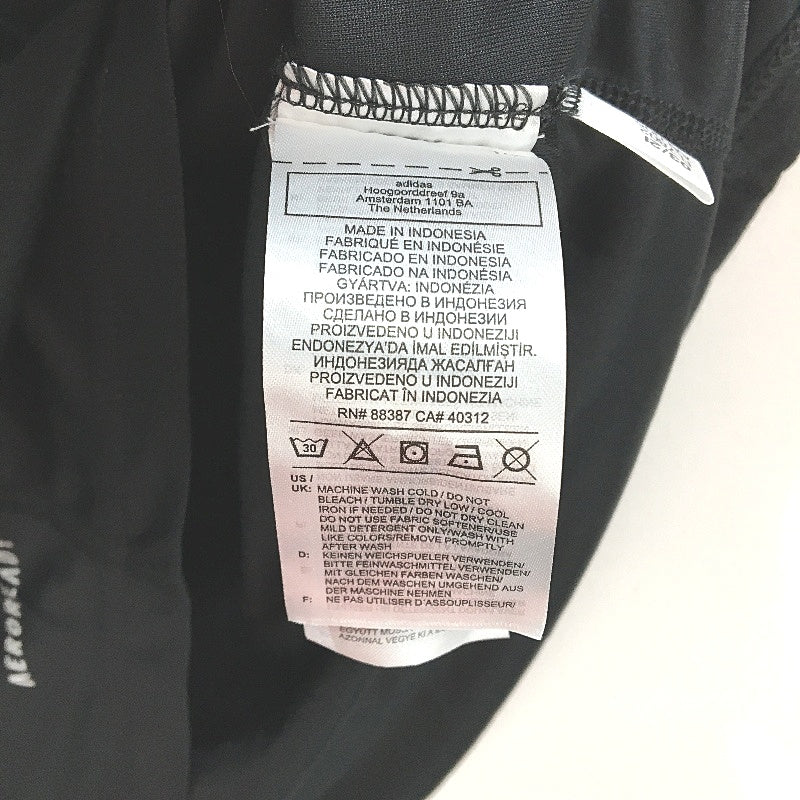 adidas
Hoogoorddreef 9a
Amsterdam 1101 BA
The Netherlands
MADE IN INDONESIA
FABRIQUÉ EN INDONÉSIE
FABRICADO EN INDONESIA
FABRICADO NA INDONÉSIA
GYÁRTVA: INDONÉZIA
ПРОИЗВЕДЕНО В ИНДОНЕЗИЯ
СДЕЛАНО В ИНДОНЕЗИИ
PROIZVEDENO U INDONEZIJI
ENDONEZYA'DA İMAL EDİLMİŞTİR.
ИНДОНЕЗИЯДА ЖАСАЛҒАН
PROIZVEDENO U INDONEZIJI
FABRICAT ÎN INDONEZIA
RN# 88387 CA# 40312
30
US /
UK: MACHINE WASH COLD / DO NOT
BLEACH / TUMBLE DRY LOW / COOL
IRON IF NEEDED / DO NOT DRY CLEAN
DO NOT USE FABRIC SOFTENER/USE
MILD DETERGENT ONLY/WASH WITH
LIKE COLORS/REMOVE PROMPTLY
AFTER WASH
D: KEINEN WEICHSPUELER VERWENDEN/
BITTE FEINWASCHMITTEL VERWENDEN/
MIT GLEICHEN FARBEN WASCHEN/
NACH DEM WASCHEN UMGEHEND AUS
DER MASCHINE NEHMEN
F: NE PAS UTILISER D'ASSOUPLISSEUR/
EGYÜTT
AZONNAL VEGYE KI A
AEROREADY